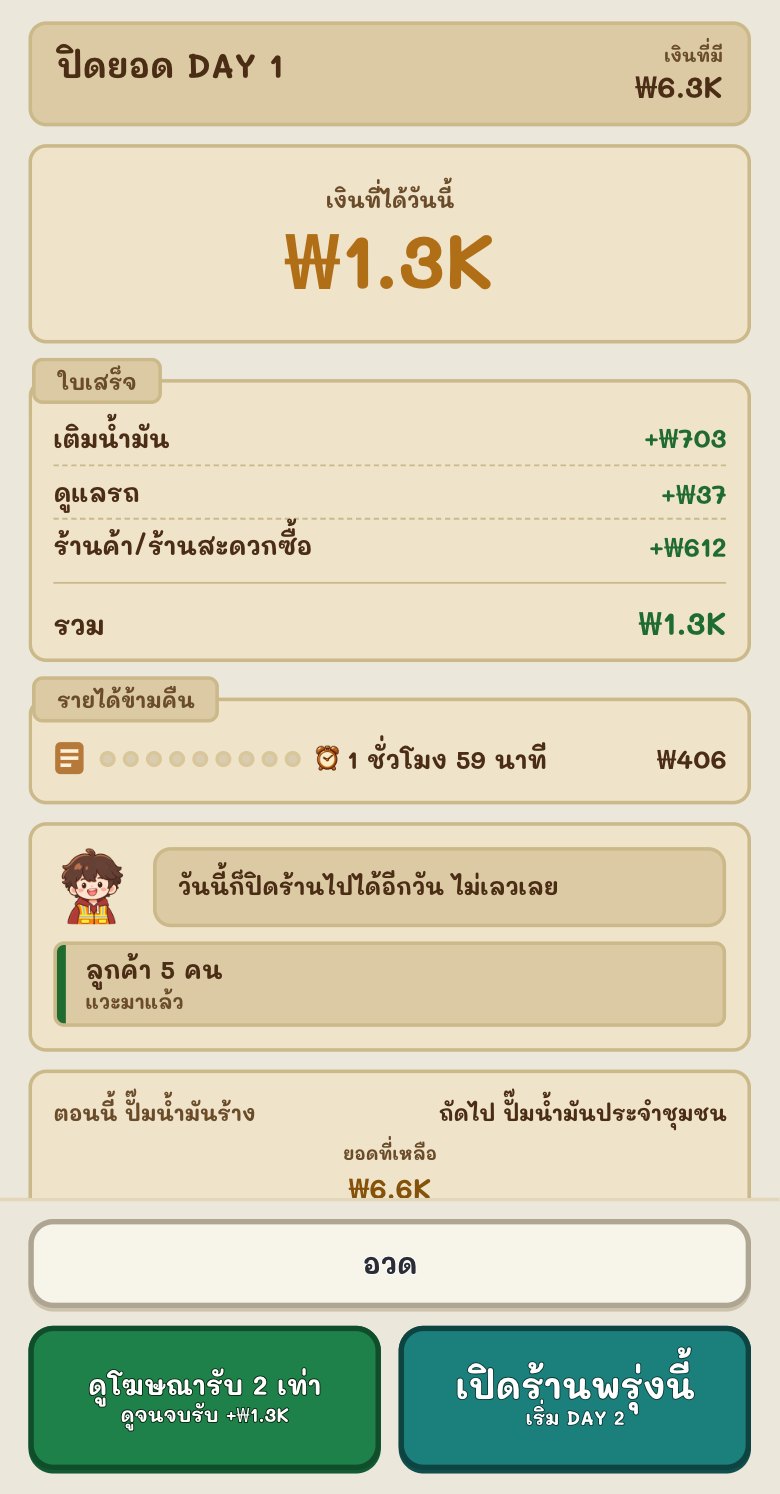 ปิดยอด DAY 1
เงินที่มี
₩6.3K
เงินที่ได้วันนี้
₩1.3K
ใบเสร็จ
เติมน้ำมัน +₩703
ดูแลรถ +₩37
ร้านค้า/ร้านสะดวกซื้อ +₩612
รวม ₩1.3K
รายได้ข้ามคืน
1 ชั่วโมง 59 นาที ₩406
วันนี้ก็ปิดร้านไปได้อีกวัน ไม่เลวเลย
ลูกค้า 5 คน
แวะมาแล้ว
ตอนนี้ ปั๊มน้ำมันร้าง ถัดไป ปั๊มน้ำมันประจำชุมชน
ยอดที่เหลือ
₩6.6K
อวด
ดูโฆษณารับ 2 เท่า
ดูจนจบรับ +₩1.3K
เปิดร้านพรุ่งนี้
เริ่ม DAY 2